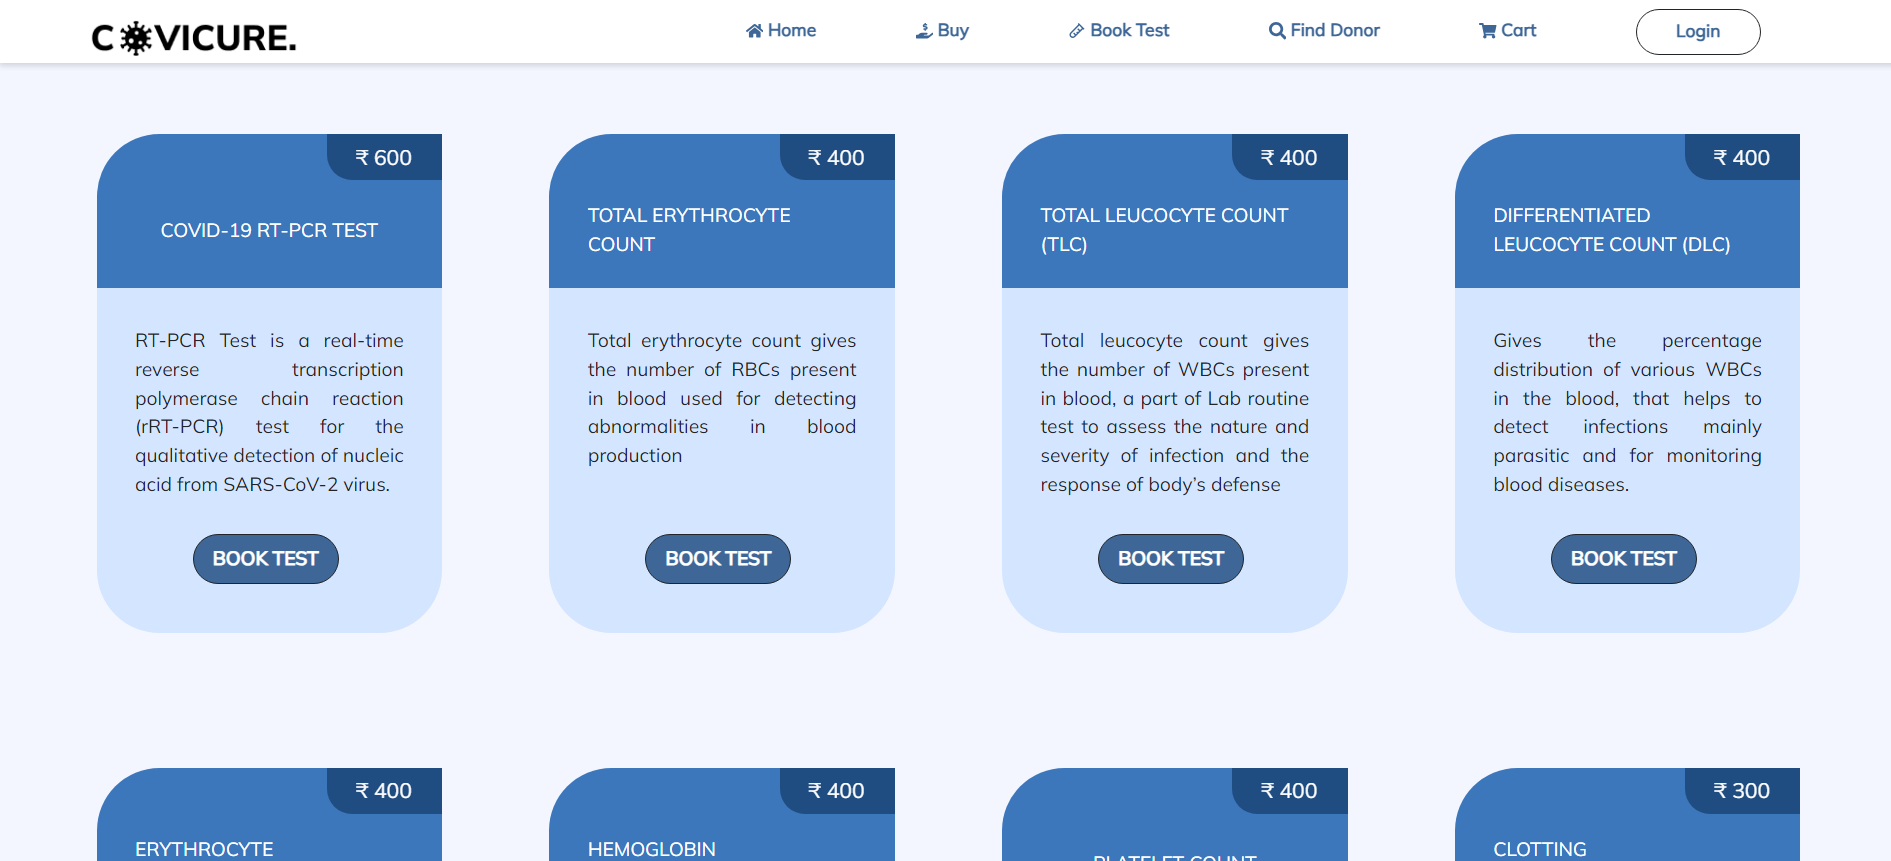 COVICURE.
Home
Buy
Book Test
Find Donor
Cart
Login
₹ 600
COVID-19 RT-PCR TEST
RT-PCR Test is a real-time
reverse transcription
polymerase chain reaction
(rRT-PCR) test for the
qualitative detection of nucleic
acid from SARS-CoV-2 virus.
BOOK TEST
₹ 400
TOTAL ERYTHROCYTE
COUNT
Total erythrocyte count gives
the number of RBCs present
in blood used for detecting
abnormalities in blood
production
BOOK TEST
₹ 400
TOTAL LEUCOCYTE COUNT
(TLC)
Total leucocyte count gives
the number of WBCs present
in blood, a part of Lab routine
test to assess the nature and
severity of infection and the
response of body's defense
BOOK TEST
₹ 400
DIFFERENTIATED
LEUCOCYTE COUNT (DLC)
Gives the percentage
distribution of various WBCs
in the blood, that helps to
detect infections mainly
parasitic and for monitoring
blood diseases.
BOOK TEST
₹ 400
ERYTHROCYTE
₹ 400
HEMOGLOBIN
₹ 400
PLATELET COUNT
₹ 300
CLOTTING